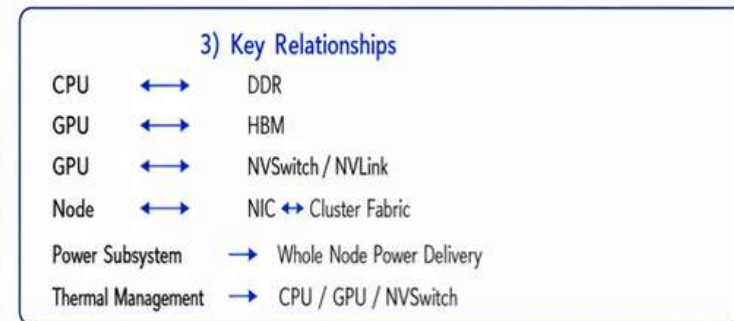 3) Key Relationships
CPU ↔ DDR
GPU ↔ HBM
GPU ↔ NVSwitch / NVLink
Node ↔ NIC ↔ Cluster Fabric
Power Subsystem → Whole Node Power Delivery
Thermal Management → CPU / GPU / NVSwitch